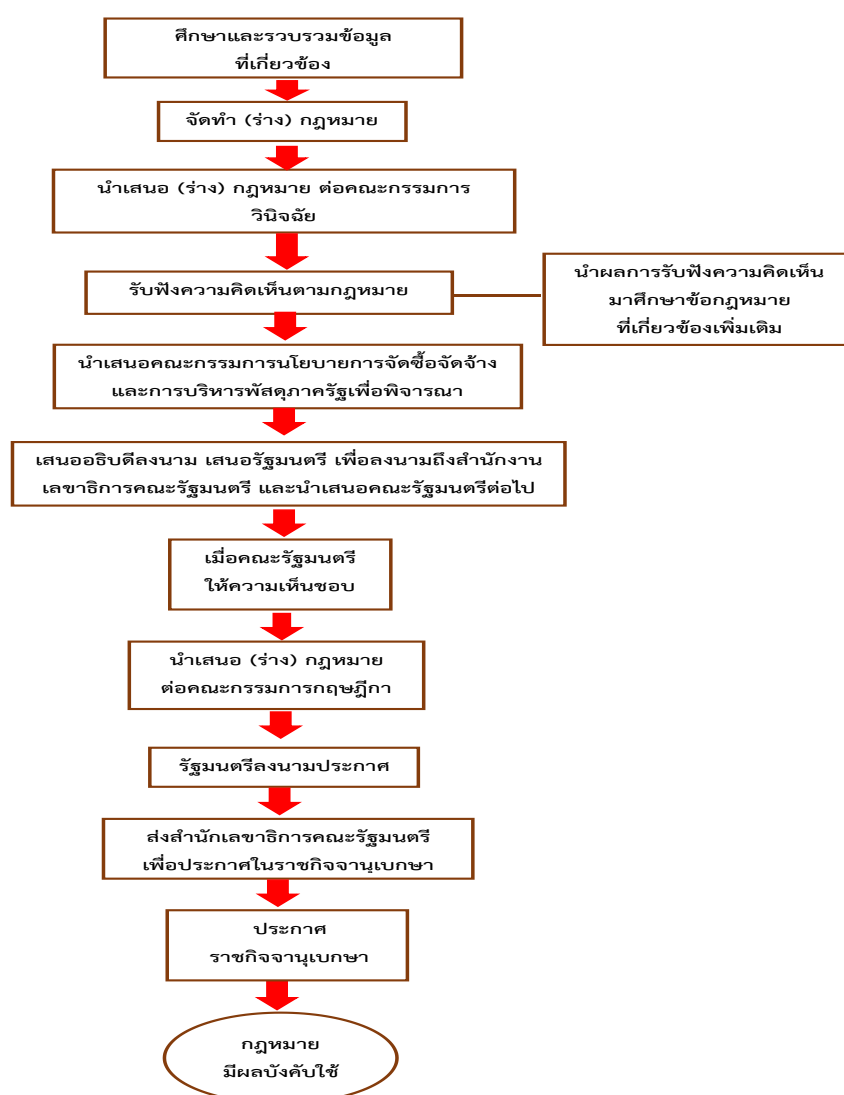 ศึกษาและรวบรวมข้อมูล
ที่เกี่ยวข้อง
จัดทำ (ร่าง) กฎหมาย
นำเสนอ (ร่าง) กฎหมาย ต่อคณะกรรมการ
วินิจฉัย
รับฟังความคิดเห็นตามกฎหมาย
นำผลการรับฟังความคิดเห็น
มาศึกษาข้อกฎหมาย
ที่เกี่ยวข้องเพิ่มเติม
นำเสนอคณะกรรมการนโยบายการจัดซื้อจัดจ้าง
และการบริหารพัสดุภาครัฐเพื่อพิจารณา
เสนออธิบดีลงนาม เสนอรัฐมนตรี เพื่อลงนามถึงสำนักงาน
เลขาธิการคณะรัฐมนตรี และนำเสนอคณะรัฐมนตรีต่อไป
เมื่อคณะรัฐมนตรี
ให้ความเห็นชอบ
นำเสนอ (ร่าง) กฎหมาย
ต่อคณะกรรมการกฤษฎีกา
รัฐมนตรีลงนามประกาศ
ส่งสำนักเลขาธิการคณะรัฐมนตรี
เพื่อประกาศในราชกิจจานุเบกษา
ประกาศ
ราชกิจจานุเบกษา
กฎหมาย
มีผลบังคับใช้